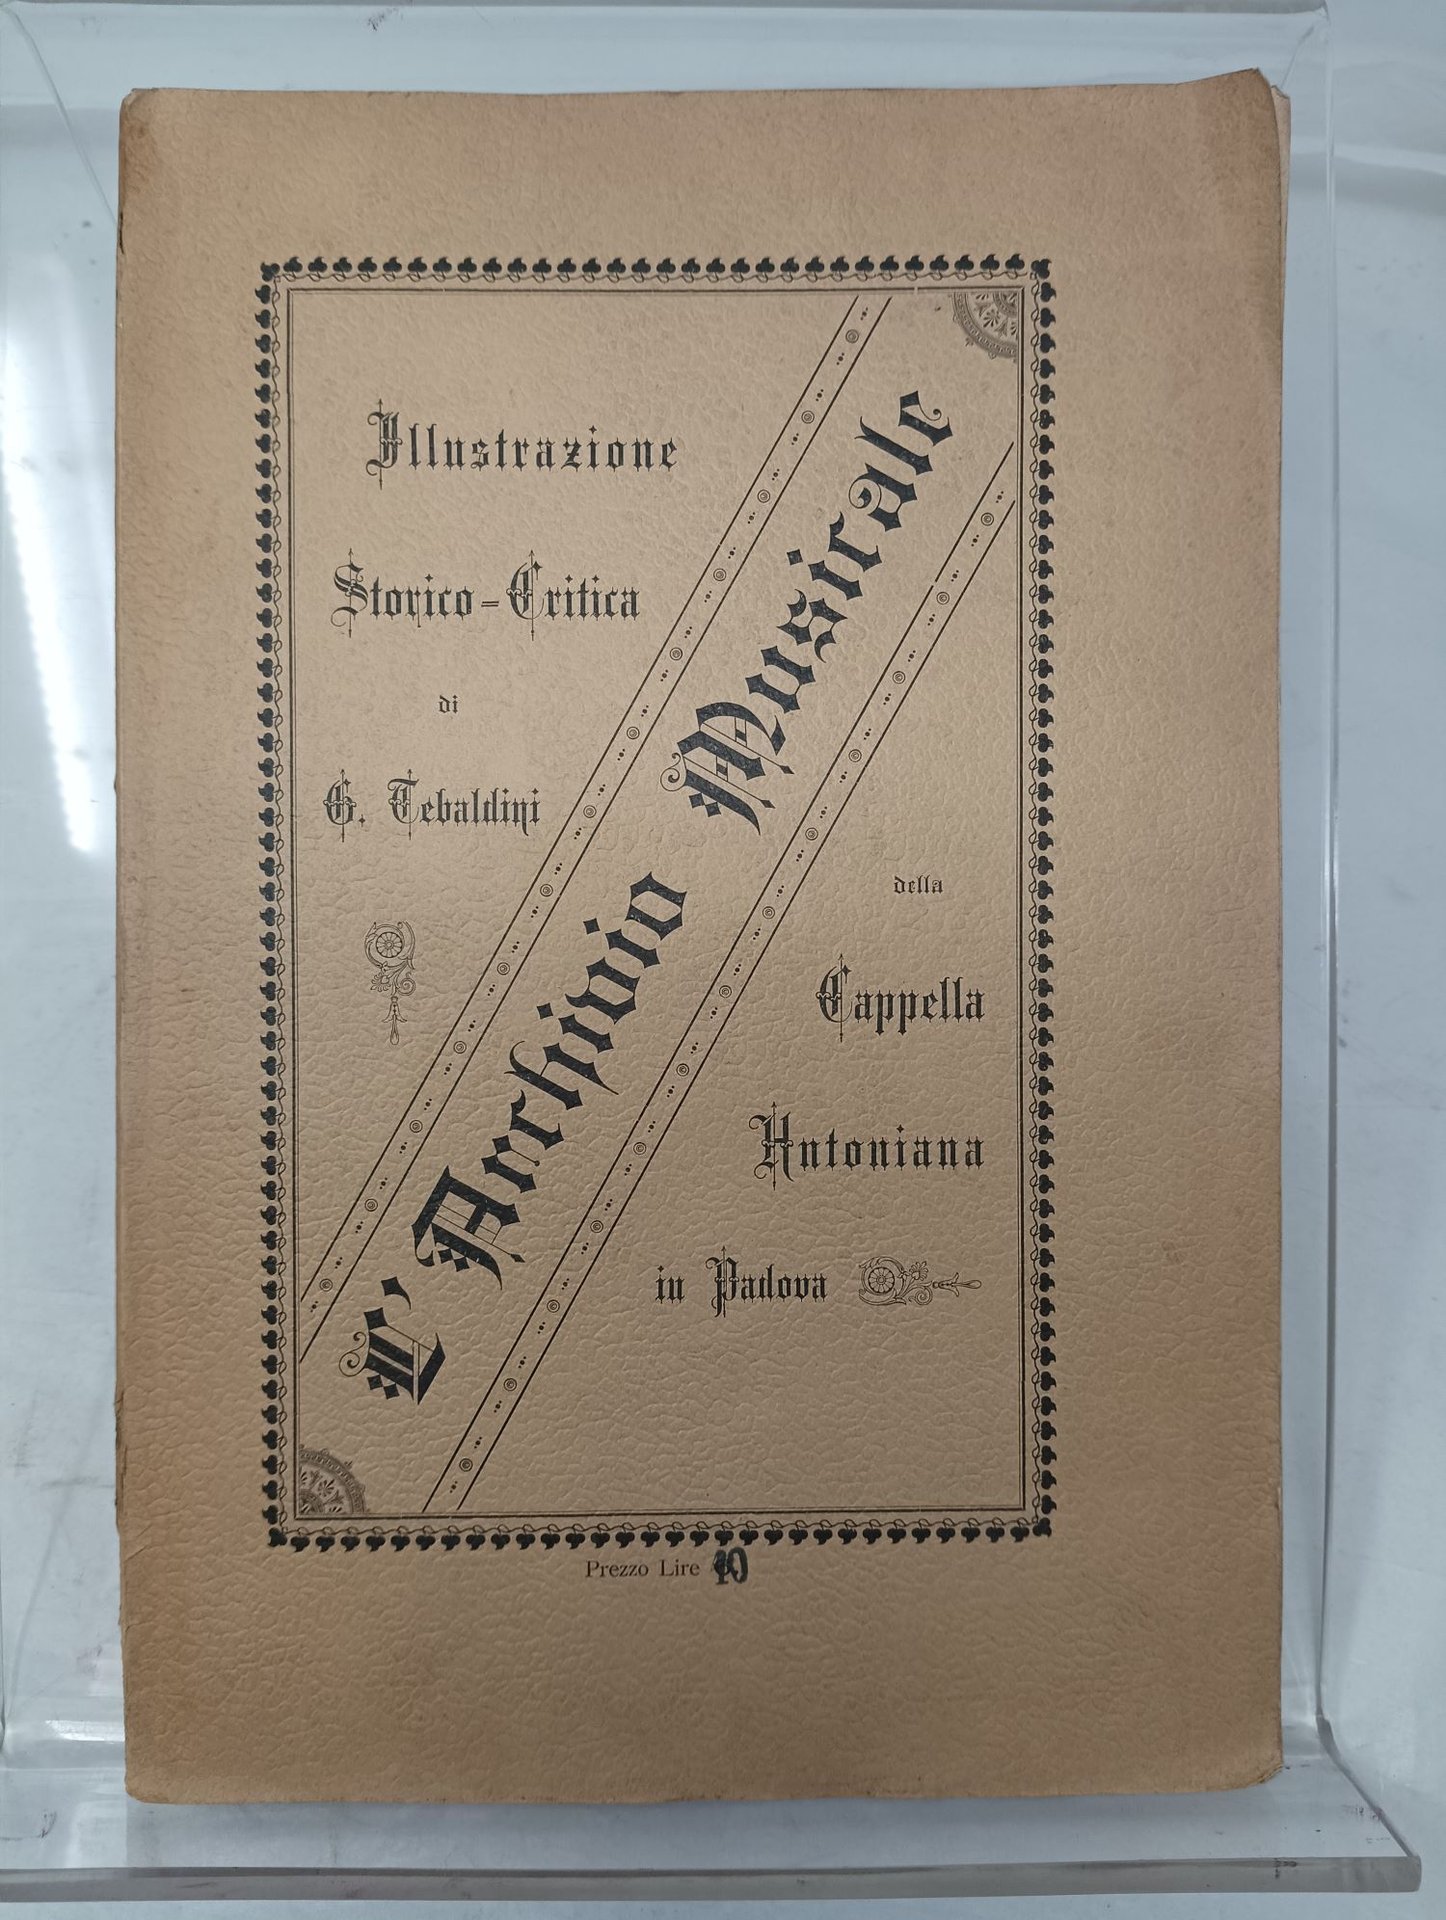 Illustrazione
Storico=Critica
di
G. Tebaldini
L'Archivio Musicale
della
Cappella
Antoniana
in Padova
Prezzo Lire 10